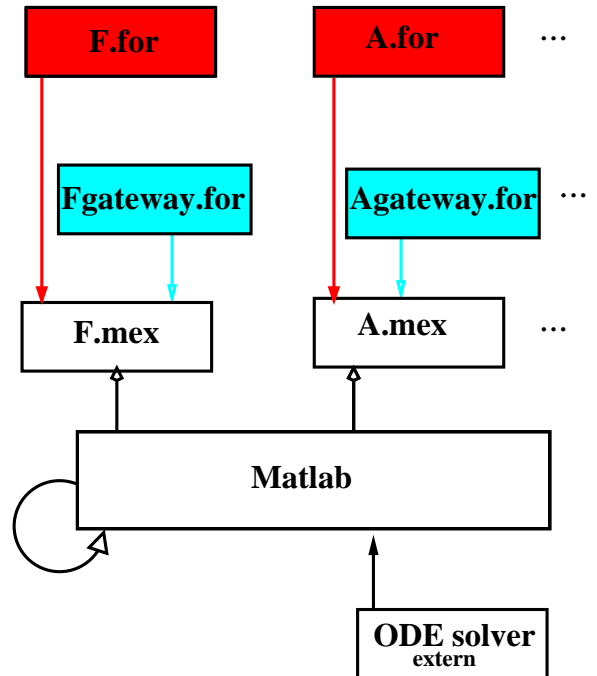 F.for
A.for
...
Fgateway.for
Agateway.for
...
F.mex
A.mex
...
Matlab
ODE solver
extern